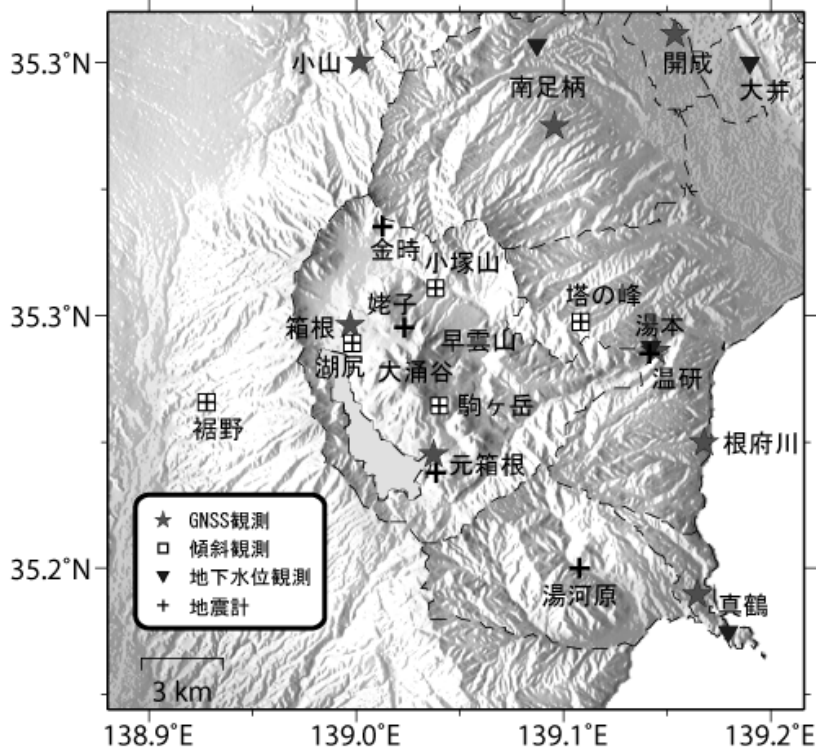 小山
開成
35.3°N
大井
南足柄
金時
小塚山
姥子
塔の峰
35.3°N
箱根
湯本
早雲山
湖尻
大涌谷
温研
駒ヶ岳
裾野
根府川
元箱根
GNSS観測
傾斜観測
地下水位観測
地震計
35.2°N
湯河原
真鶴
3 km
138.9°E
139.0°E
139.1°E
139.2°E